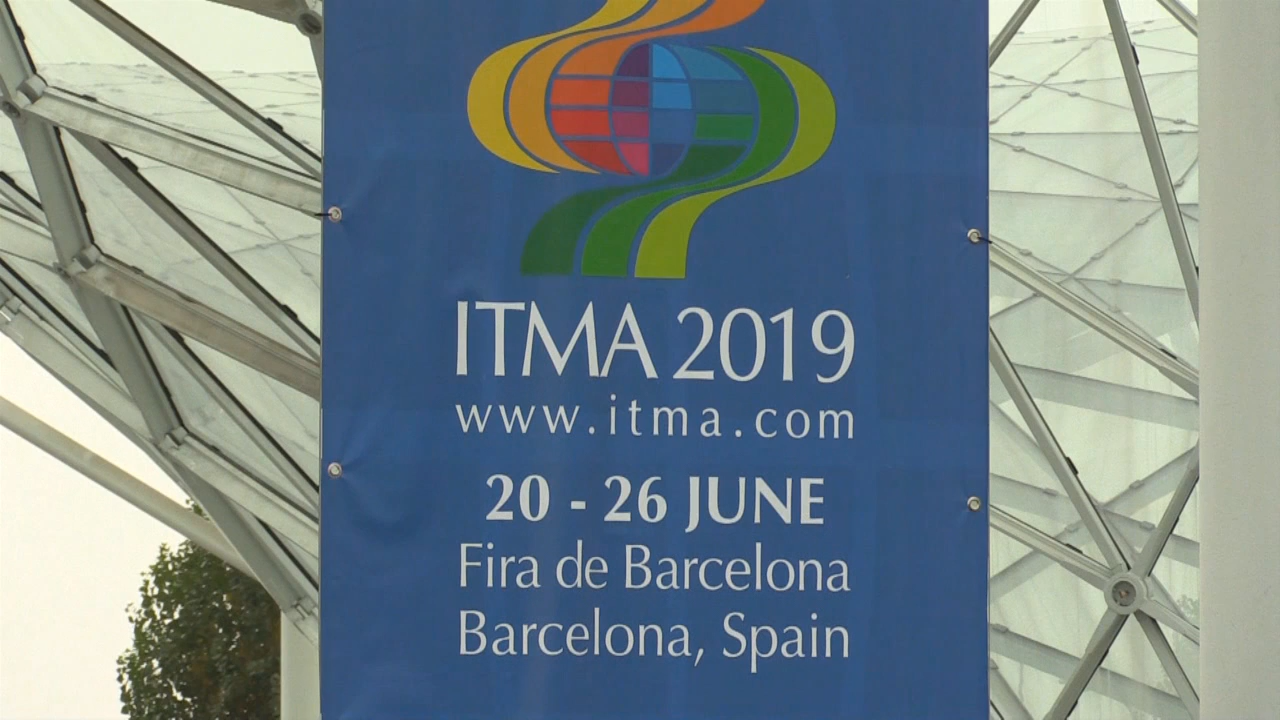 ITMA 2019
www.itma.com
20 - 26 JUNE
Fira de Barcelona
Barcelona, Spain